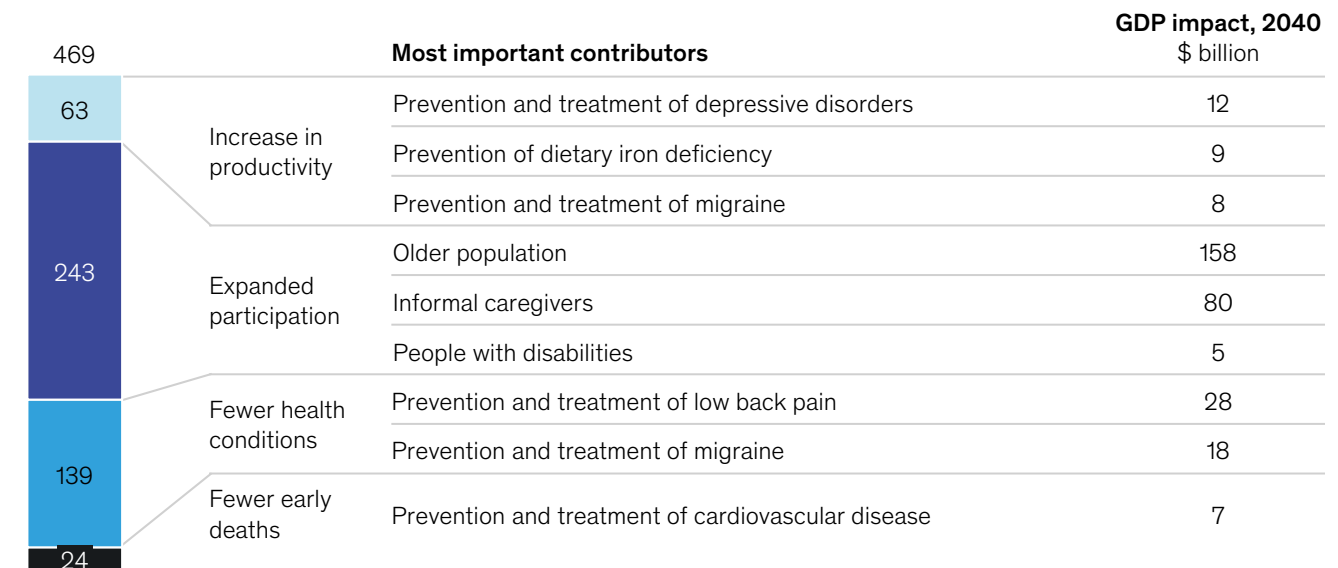 GDP impact, 2040
469 Most important contributors $ billion
63 Prevention and treatment of depressive disorders 12
Increase in
productivity
Prevention of dietary iron deficiency 9
Prevention and treatment of migraine 8
243 Older population 158
Expanded
participation
Informal caregivers 80
People with disabilities 5
139 Fewer health
conditions
Prevention and treatment of low back pain 28
Prevention and treatment of migraine 18
Fewer early
deaths
Prevention and treatment of cardiovascular disease 7
24